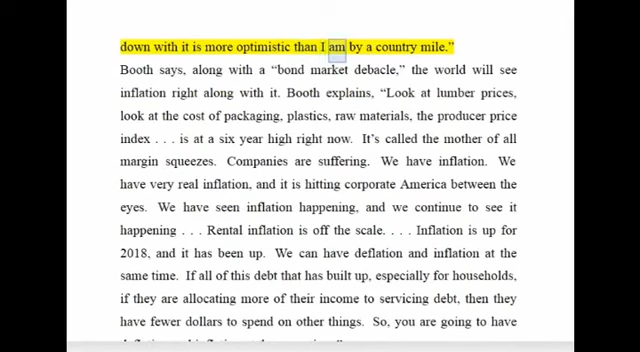 down with it is more optimistic than I am by a country mile.”
Booth says, along with a “bond market debacle,” the world will see
inflation right along with it. Booth explains, “Look at lumber prices,
look at the cost of packaging, plastics, raw materials, the producer price
index . . . is at a six year high right now. It’s called the mother of all
margin squeezes. Companies are suffering. We have inflation. We
have very real inflation, and it is hitting corporate America between the
eyes. We have seen inflation happening, and we continue to see it
happening . . . Rental inflation is off the scale. . . . Inflation is up for
2018, and it has been up. We can have deflation and inflation at the
same time. If all of this debt that has built up, especially for households,
if they are allocating more of their income to servicing debt, then they
have fewer dollars to spend on other things. So, you are going to have